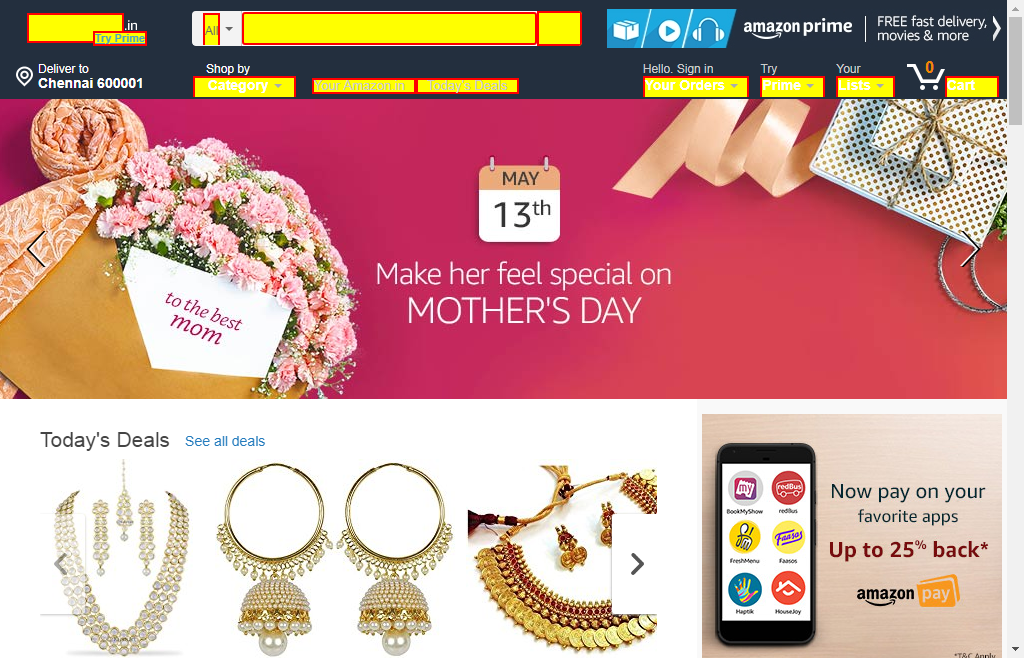 .in
Try Prime
All
amazon prime
FREE fast delivery,
movies & more
Deliver to
Chennai 600001
Shop by
Category
Your Amazon.in
Today's Deals
Hello. Sign in
Your Orders
Try
Prime
Your
Lists
0
Cart
MAY
13th
Make her feel special on
MOTHER'S DAY
to the best
mom
Today's Deals
See all deals
my
redBus
BookMyShow
redBus
Faasos
FreshMenu
Faasos
Haptik
HouseJoy
Now pay on your
favorite apps
Up to 25% back*
amazon pay
*T&C Apply